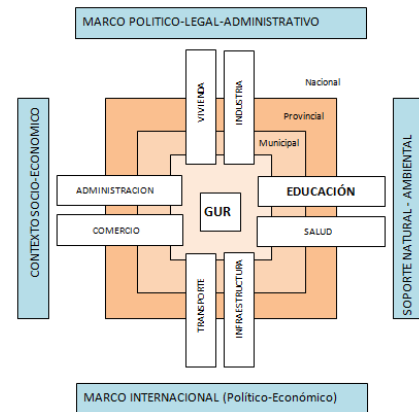 MARCO POLITICO-LEGAL-ADMINISTRATIVO
Nacional
Provincial
Municipal
VIVIENDA
INDUSTRIA
CONTEXTO SOCIO-ECONOMICO
SOPORTE NATURAL - AMBIENTAL
ADMINISTRACION
EDUCACIÓN
GUR
COMERCIO
SALUD
TRANSPORTE
INFRAESTRUCTURA
MARCO INTERNACIONAL (Político-Económico)